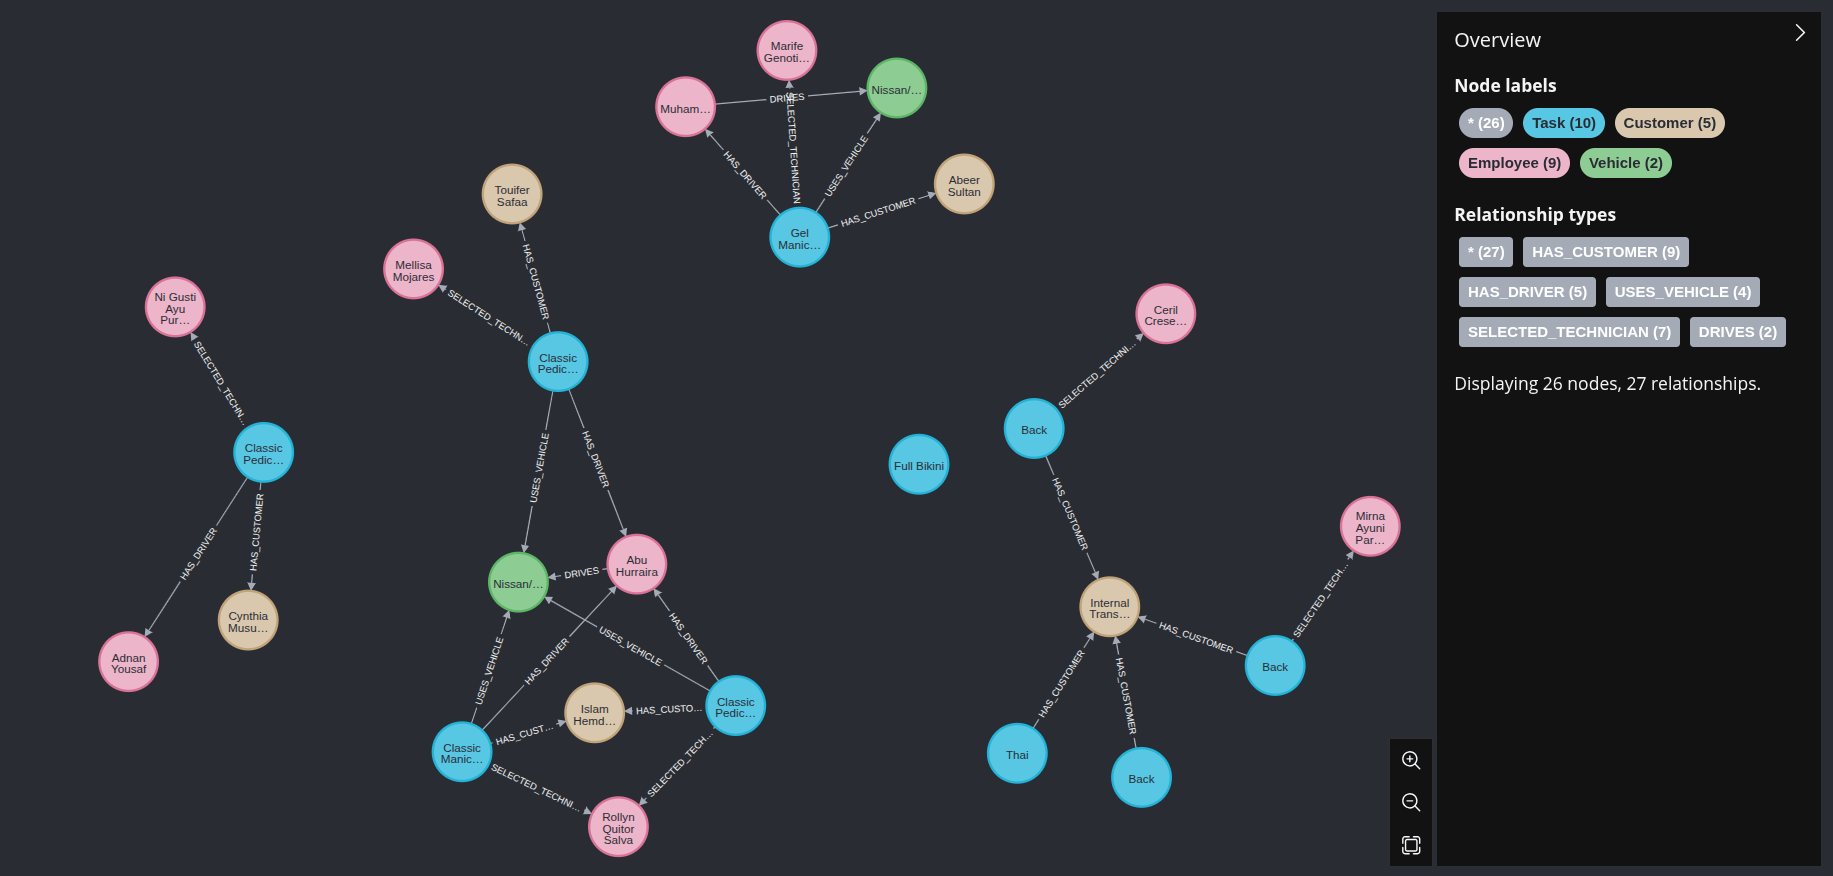 Marife
Genoti…
Muham…
DRIVES
Nissan/…
SELECTED_TECHNICIAN
HAS_DRIVER
USES_VEHICLE
Abeer
Sultan
HAS_CUSTOMER
Gel
Manic…
Touifer
Safaa
Mellisa
Mojares
HAS_CUSTOMER
SELECTED_TECHN…
Classic
Pedic…
Ni Gusti
Ayu
Pur…
SELECTED_TECHN…
Classic
Pedic…
HAS_DRIVER
HAS_CUSTOMER
Cynthia
Musu…
Adnan
Yousaf
USES_VEHICLE
HAS_DRIVER
Nissan/…
DRIVES
Abu
Hurraira
USES_VEHICLE
HAS_DRIVER
USES_VEHICLE
HAS_DRIVER
Islam
Hemd…
HAS_CUSTO…
Classic
Pedic…
HAS_CUST…
Classic
Manic…
SELECTED_TECHNI…
SELECTED_TECH…
Rollyn
Quitor
Salva
Full Bikini
Ceril
Crese…
SELECTED_TECHNI…
Back
HAS_CUSTOMER
Mirna
Ayuni
Par…
SELECTED_TECH…
Internal
Trans…
HAS_CUSTOMER
Back
HAS_CUSTOMER
HAS_CUSTOMER
Thai
Back
Overview
Node labels
* (26) Task (10) Customer (5)
Employee (9) Vehicle (2)
Relationship types
* (27) HAS_CUSTOMER (9)
HAS_DRIVER (5) USES_VEHICLE (4)
SELECTED_TECHNICIAN (7) DRIVES (2)
Displaying 26 nodes, 27 relationships.